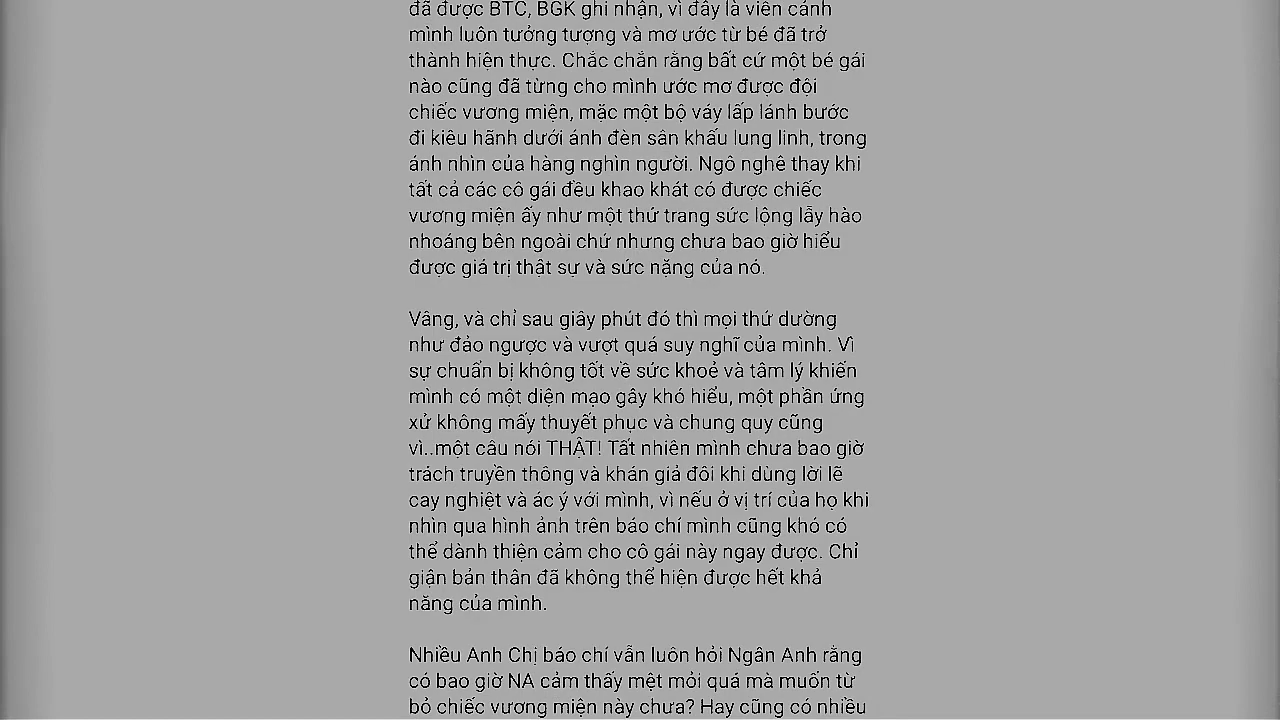 đã được BTC, BGK ghi nhận, vì đây là viễn cảnh
mình luôn tưởng tượng và mơ ước từ bé đã trở
thành hiện thực. Chắc chắn rằng bất cứ một bé gái
nào cũng đã từng cho mình ước mơ được đội
chiếc vương miện, mặc một bộ váy lấp lánh bước
đi kiêu hãnh dưới ánh đèn sân khấu lung linh, trong
ánh nhìn của hàng nghìn người. Ngô nghê thay khi
tất cả các cô gái đều khao khát có được chiếc
vương miện ấy như một thứ trang sức lộng lẫy hào
nhoáng bên ngoài chứ nhưng chưa bao giờ hiểu
được giá trị thật sự và sức nặng của nó.
Vâng, và chỉ sau giây phút đó thì mọi thứ dường
như đảo ngược và vượt quá suy nghĩ của mình. Vì
sự chuẩn bị không tốt về sức khoẻ và tâm lý khiến
mình có một diện mạo gây khó hiểu, một phần ứng
xử không mấy thuyết phục và chung quy cũng
vì..một câu nói THẬT! Tất nhiên mình chưa bao giờ
trách truyền thông và khán giả đôi khi dùng lời lẽ
cay nghiệt và ác ý với mình, vì nếu ở vị trí của họ khi
nhìn qua hình ảnh trên báo chí mình cũng khó có
thể dành thiện cảm cho cô gái này ngay được. Chỉ
giận bản thân đã không thể hiện được hết khả
năng của mình.
Nhiều Anh Chị báo chí vẫn luôn hỏi Ngân Anh rằng
có bao giờ NA cảm thấy mệt mỏi quá mà muốn từ
bỏ chiếc vương miện này chưa? Hay cũng có nhiều